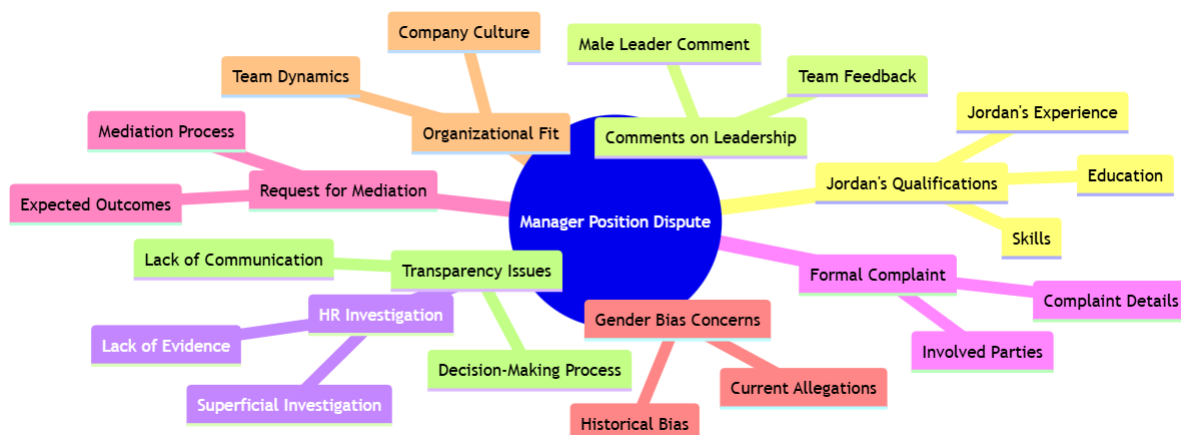 Company Culture
Male Leader Comment
Team Dynamics
Team Feedback
Jordan's Experience
Mediation Process
Organizational Fit
Comments on Leadership
Expected Outcomes
Request for Mediation
Jordan's Qualifications
Education
Manager Position Dispute
Skills
Lack of Communication
Transparency Issues
Formal Complaint
Complaint Details
HR Investigation
Gender Bias Concerns
Lack of Evidence
Involved Parties
Decision-Making Process
Current Allegations
Superficial Investigation
Historical Bias